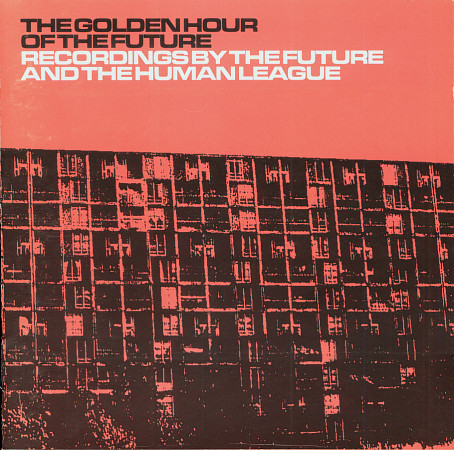 THE GOLDEN HOUR
OF THE FUTURE
RECORDINGS BY THE FUTURE
AND THE HUMAN LEAGUE